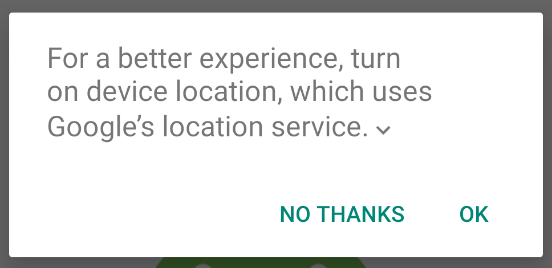 For a better experience, turn
on device location, which uses
Google’s location service.
NO THANKS OK